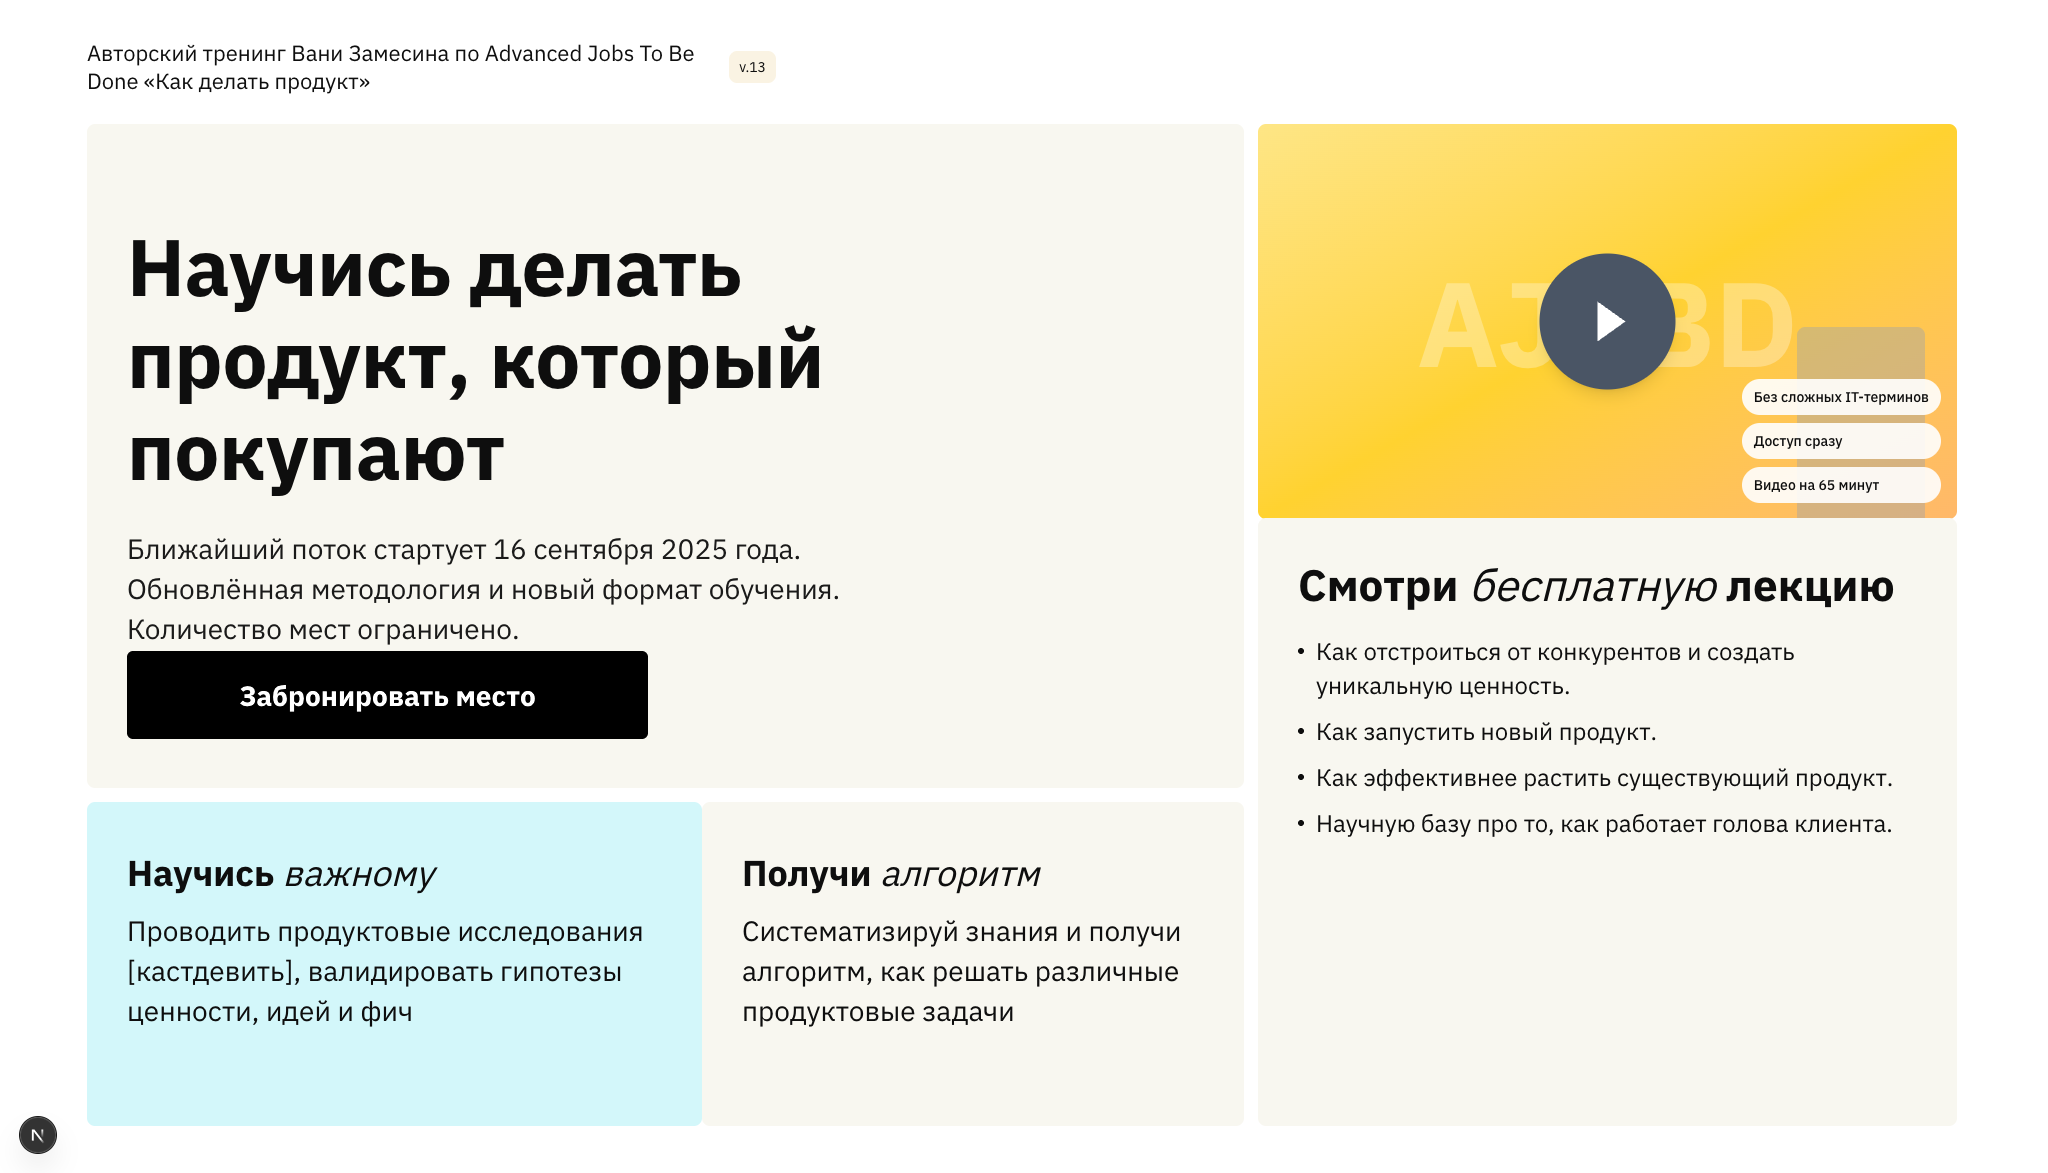 Авторский тренинг Вани Замесина по Advanced Jobs To Be
Done «Как делать продукт»
v.13
Научись делать
продукт, который
покупают
Ближайший поток стартует 16 сентября 2025 года.
Обновлённая методология и новый формат обучения.
Количество мест ограничено.
Забронировать место
Научись важному
Проводить продуктовые исследования
[кастдевить], валидировать гипотезы
ценности, идей и фич
Получи алгоритм
Систематизируй знания и получи
алгоритм, как решать различные
продуктовые задачи
Без сложных IT-терминов
Доступ сразу
Видео на 65 минут
Смотри бесплатную лекцию
• Как отстроиться от конкурентов и создать
уникальную ценность.
• Как запустить новый продукт.
• Как эффективнее растить существующий продукт.
• Научную базу про то, как работает голова клиента.
N